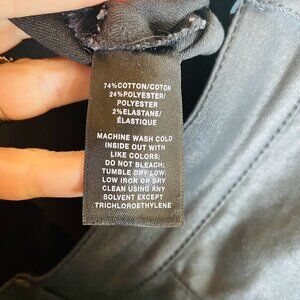 74%COTTON/COTON
24%POLYESTER/
POLYESTER
2%ELASTANE/
ÉLASTIQUE
MACHINE WASH COLD
INSIDE OUT WITH
LIKE COLORS;
DO NOT BLEACH;
TUMBLE DRY LOW;
LOW IRON OR DRY
CLEAN USING ANY
SOLVENT EXCEPT
TRICHLOROETHYLENE